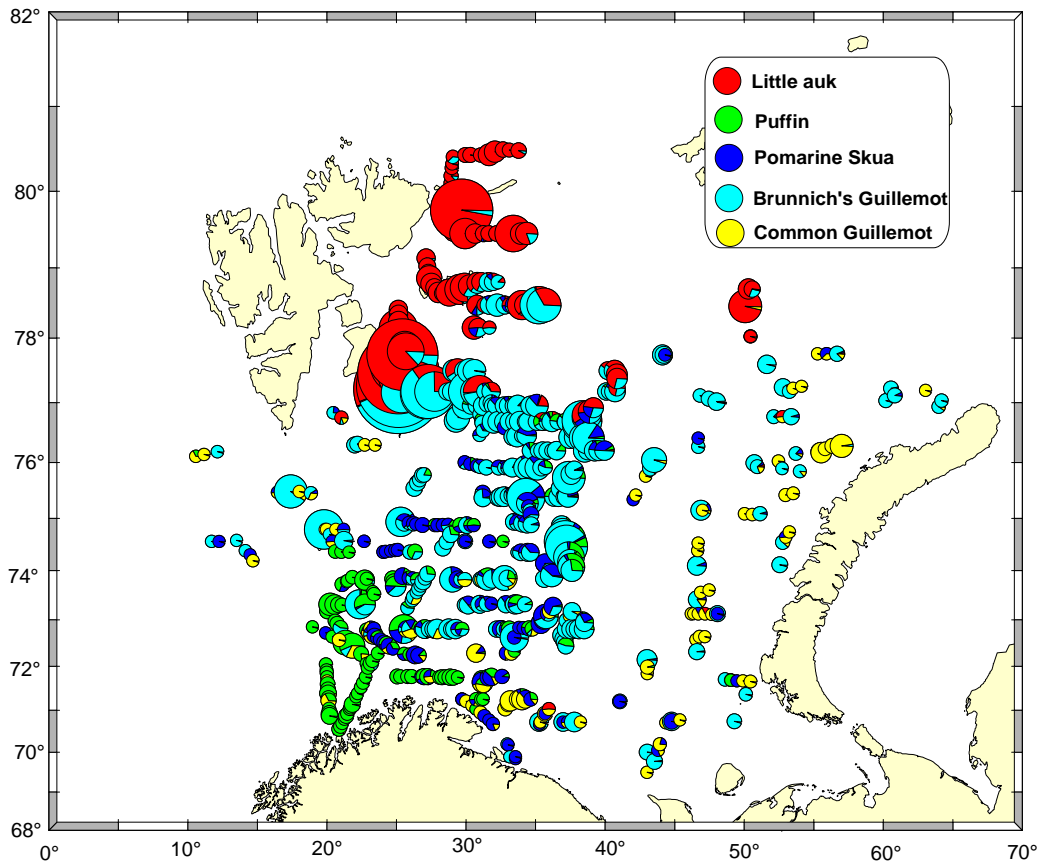 82°
80°
78°
76°
74°
72°
70°
68°
Little auk
Puffin
Pomarine Skua
Brunnich's Guillemot
Common Guillemot
0° 10° 20° 30° 40° 50° 60° 70°